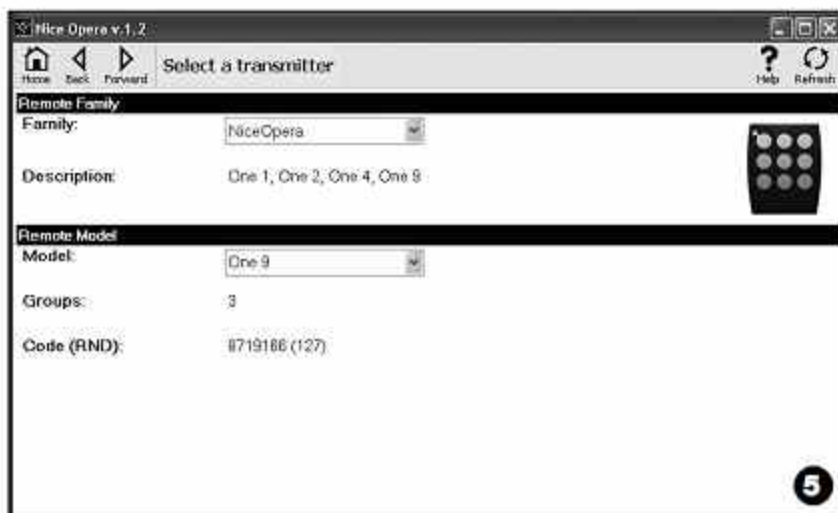 Nice Opera v.1.2
Home Back Forward Select a transmitter Help Refresh
Remote Family
Family: NiceOpera
Description: One 1, One 2, One 4, One 9
Remote Model
Model: One 9
Groups: 3
Code (RND): 8719166 (127)
5